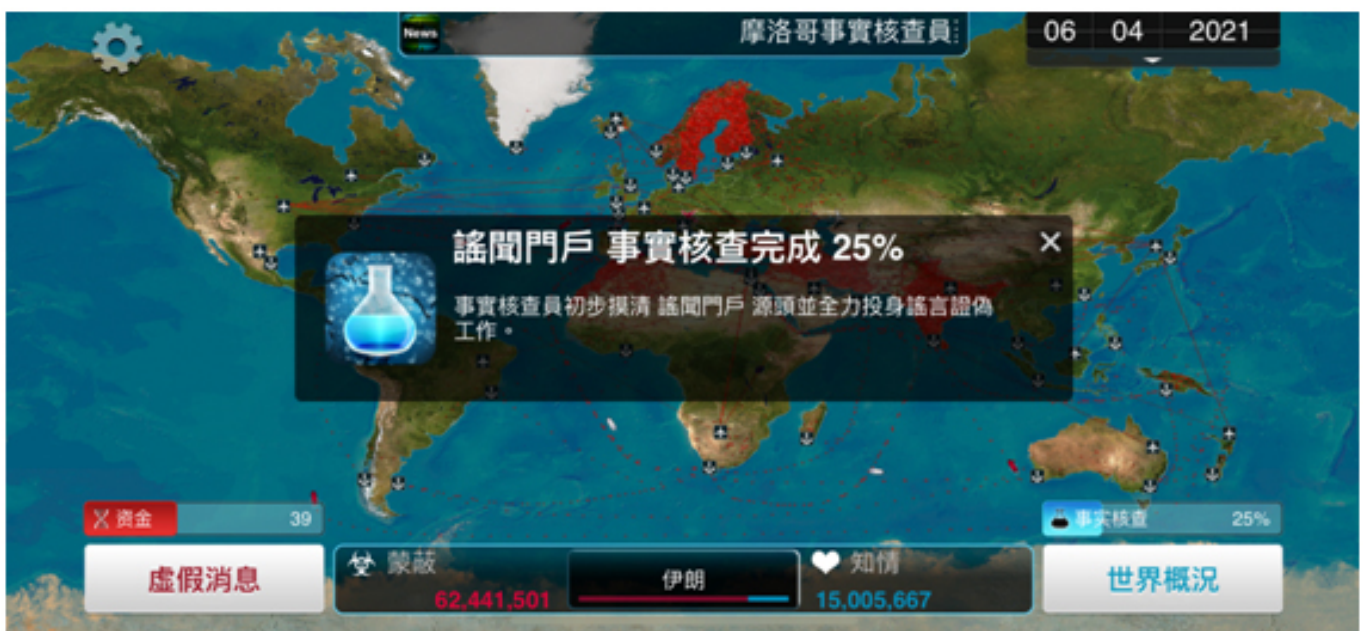 News
摩洛哥事實核查員
06 04 2021
謠聞門戶 事實核查完成 25%
事實核查員初步摸清 謠聞門戶 源頭並全力投身謠言證偽
工作。
资金 39
事实核查 25%
虛假消息
蒙蔽
62,441,501
伊朗
知情
15,005,667
世界概況